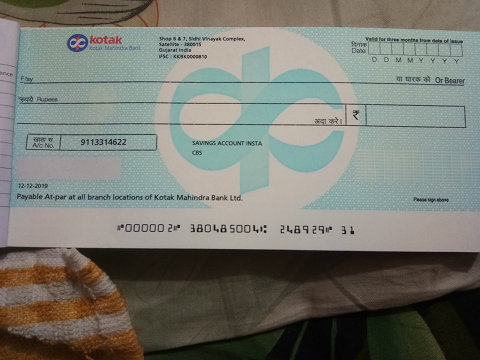 kotak
Kotak Mahindra Bank
Shop 6 & 7, Sidhi Vinayak Complex,
Satellite - 380015
Gujarat India
IFSC : KKBK0000810
Valid for three months from date of issue
दिनांक
Date
D D M M Y Y Y Y
Pay
या धारक को Or Bearer
रुपये Rupees
अदा करें।
₹
खाता सं.
A/c No.
9113314622
SAVINGS ACCOUNT INSTA
CBS
12-12-2019
Payable At-par at all branch locations of Kotak Mahindra Bank Ltd.
Please sign above
⑈000002⑈ 380485004⑆ 248929⑈ 31